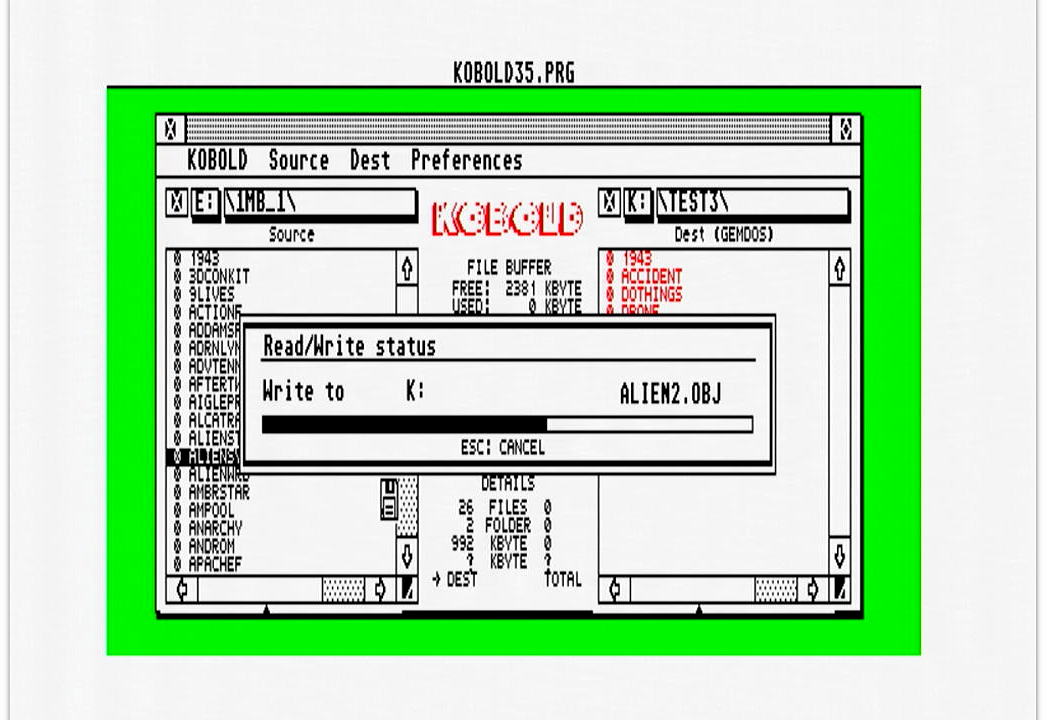 KOBOLD35.PRG
KOBOLD Source Dest Preferences
E: \1MB_1\
KOBOLD
K: \TEST3\
Source
Dest (GEMDOS)
1943
3DCONKIT
9LIVES
ACTIONF
ADDAMSF
ADRNLYN
ADVTENN
AFTERTW
AIGLEPR
ALCATRA
ALIENST
ALIENS
ALIENWRD
AMBRSTAR
AMPOOL
ANARCHY
ANDROM
APACHEF
FILE BUFFER
FREE: 2381 KBYTE
USED: 0 KBYTE
1943
ACCIDENT
DOTHINGS
DRONE
Read/Write status
Write to K: ALIEN2.OBJ
ESC: CANCEL
DETAILS
26 FILES 0
2 FOLDER 0
992 KBYTE 0
? KBYTE ?
→ DEST TOTAL